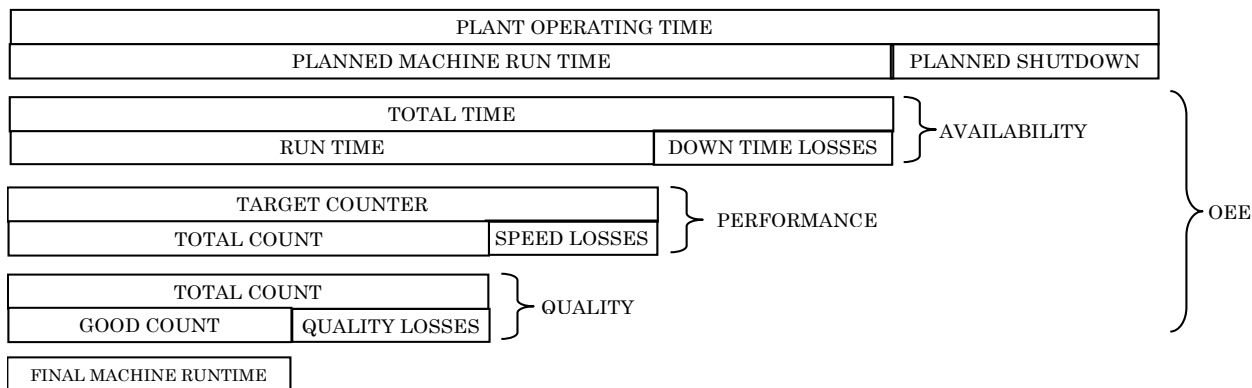 PLANT OPERATING TIME
PLANNED MACHINE RUN TIME PLANNED SHUTDOWN
TOTAL TIME
RUN TIME DOWN TIME LOSSES
AVAILABILITY
TARGET COUNTER
TOTAL COUNT SPEED LOSSES
PERFORMANCE
OEE
TOTAL COUNT
GOOD COUNT QUALITY LOSSES
QUALITY
FINAL MACHINE RUNTIME